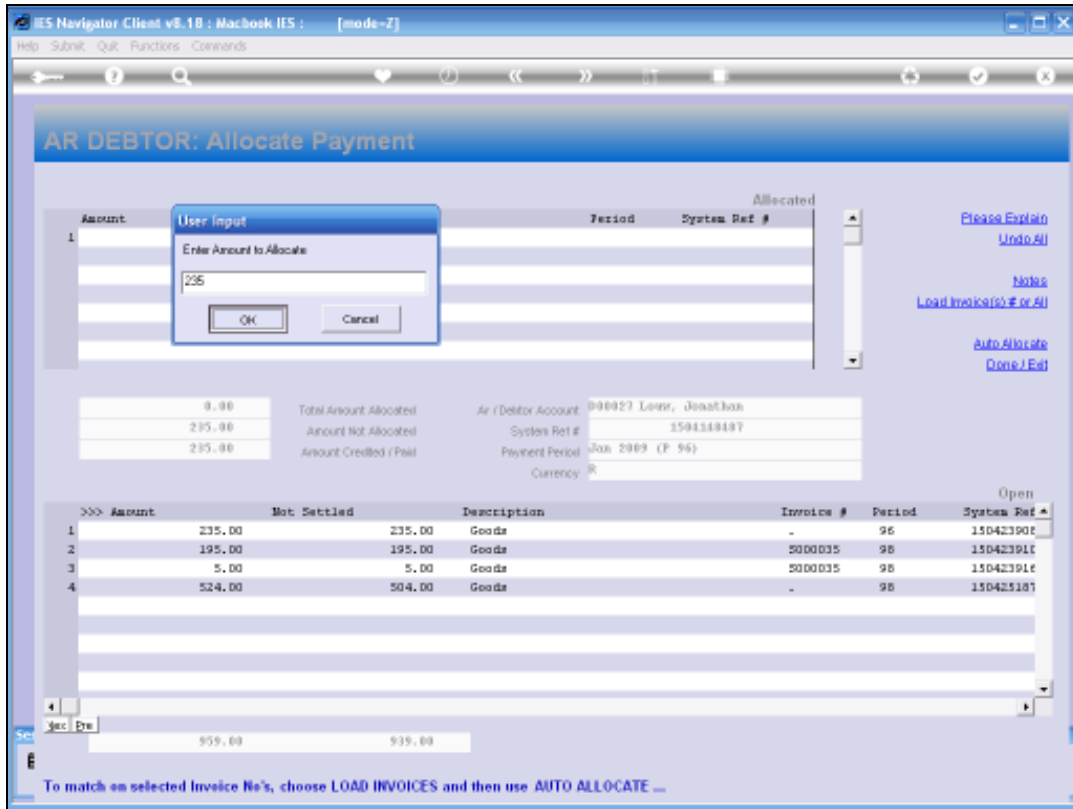 IES Navigator Client v8.18 : Macbook IES : [mode=Z]
Help Submit Quit Functions Commands
AR DEBTOR: Allocate Payment
Allocated
Amount Period System Ref #
1
User Input
Enter Amount to Allocate
235
OK Cancel
Please Explain
Undo All
Notes
Load Invoice(s) # or All
Auto Allocate
Done / Exit
0.00 Total Amount Allocated Ar / Debtor Account D00027 Louw, Jonathan
235.00 Amount Not Allocated System Ref #
235.00 Amount Credited / Paid Payment Period Jan 2009 (P 96)
Currency R
Open
>>> Amount Not Settled Description Invoice # Period System Ref
1 235.00 235.00 Goods . 96
2 195.00 195.00 Goods S000035 98
3 5.00 5.00 Goods S000035 98
4 524.00 504.00 Goods . 98
959.00 939.00
To match on selected Invoice No's, choose LOAD INVOICES and then use AUTO ALLOCATE ...